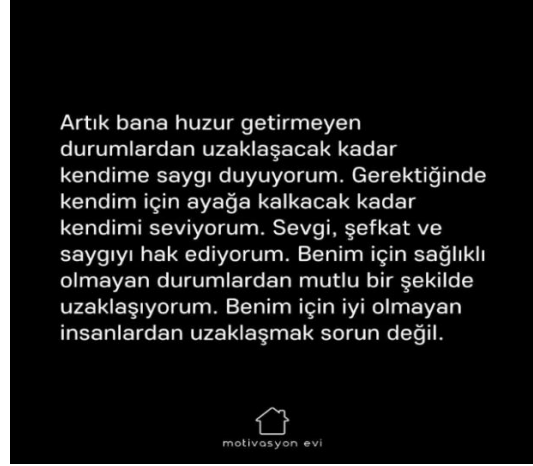 Artık bana huzur getirmeyen
durumlardan uzaklaşacak kadar
kendime saygı duyuyorum. Gerektiğinde
kendim için ayağa kalkacak kadar
kendimi seviyorum. Sevgi, şefkat ve
saygıyı hak ediyorum. Benim için sağlıklı
olmayan durumlardan mutlu bir şekilde
uzaklaşıyorum. Benim için iyi olmayan
insanlardan uzaklaşmak sorun değil.
motivasyon evi